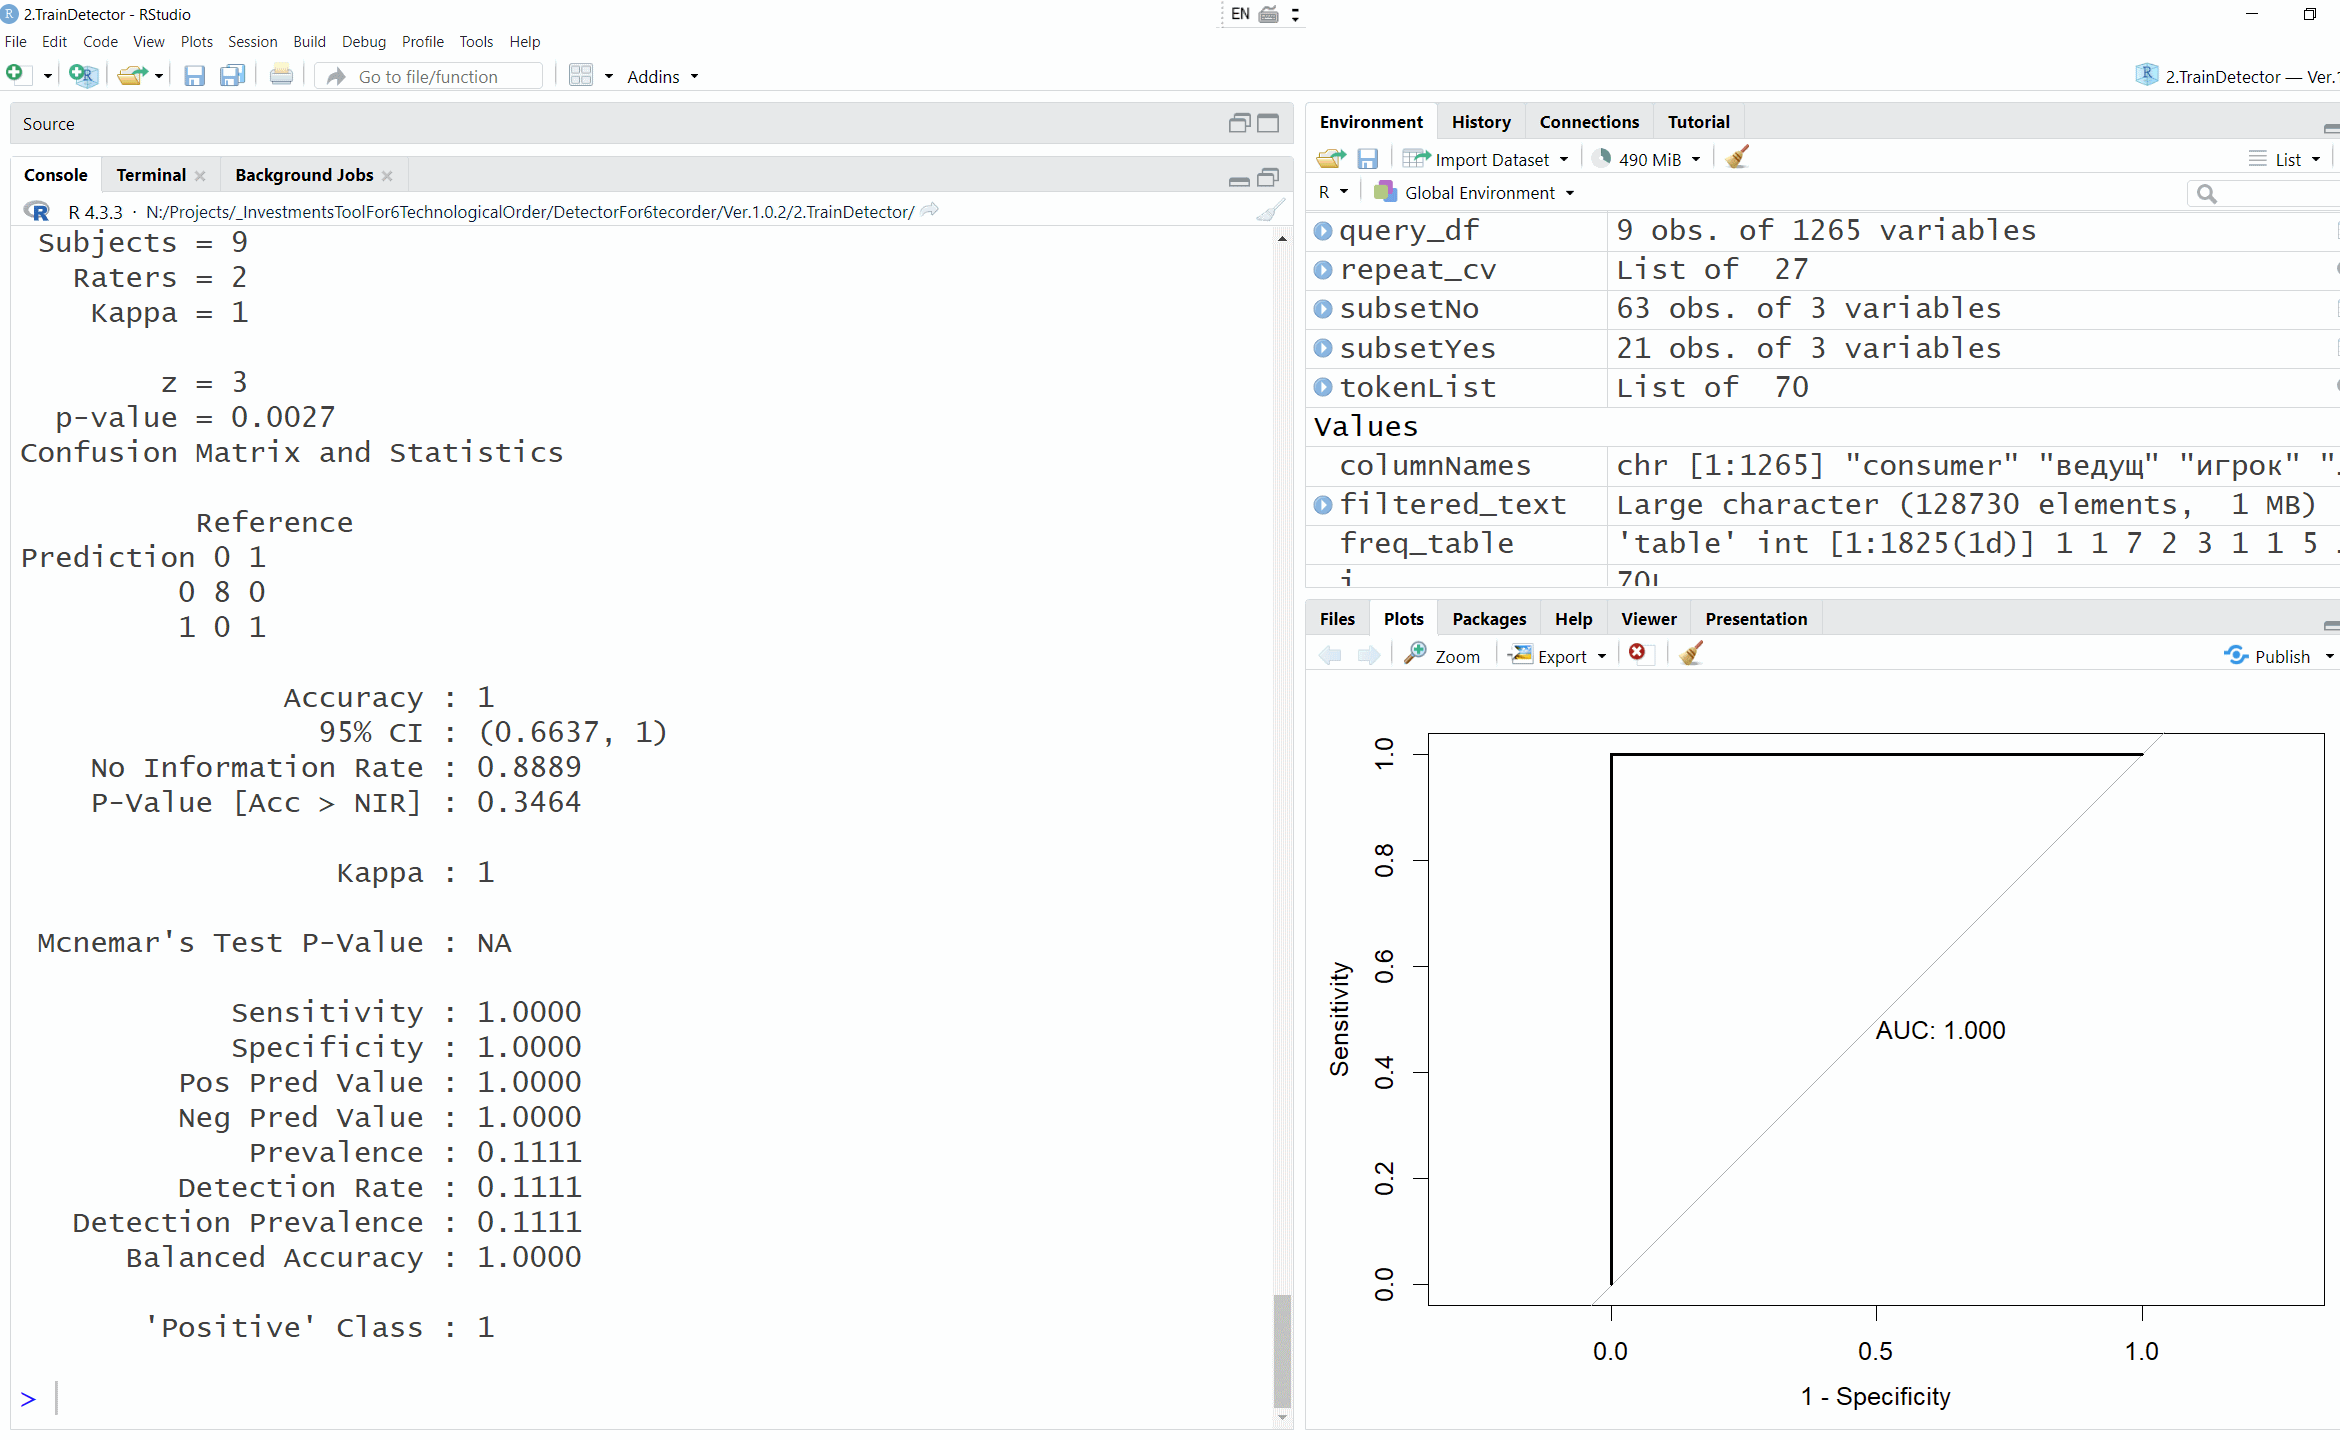 2.TrainDetector - RStudio
EN
File Edit Code View Plots Session Build Debug Profile Tools Help
Go to file/function
Addins
2.TrainDetector — Ver.
Source
Console Terminal Background Jobs
R 4.3.3 · N:/Projects/_InvestmentsToolFor6TechnologicalOrder/DetectorFor6tecorder/Ver.1.0.2/2.TrainDetector/
Subjects = 9
Raters = 2
Kappa = 1
z = 3
p-value = 0.0027
Confusion Matrix and Statistics
Reference
Prediction 0 1
0 8 0
1 0 1
Accuracy : 1
95% CI : (0.6637, 1)
No Information Rate : 0.8889
P-Value [Acc > NIR] : 0.3464
Kappa : 1
Mcnemar's Test P-Value : NA
Sensitivity : 1.0000
Specificity : 1.0000
Pos Pred Value : 1.0000
Neg Pred Value : 1.0000
Prevalence : 0.1111
Detection Rate : 0.1111
Detection Prevalence : 0.1111
Balanced Accuracy : 1.0000
'Positive' Class : 1
>
Environment History Connections Tutorial
Import Dataset 490 MiB List
R Global Environment
query_df 9 obs. of 1265 variables
repeat_cv List of 27
subsetNo 63 obs. of 3 variables
subsetYes 21 obs. of 3 variables
tokenList List of 70
Values
columnNames chr [1:1265] "consumer" "ведущ" "игрок" "..
filtered_text Large character (128730 elements, 1 MB)
freq_table 'table' int [1:1825(1d)] 1 1 7 2 3 1 1 5 .
i 70L
Files Plots Packages Help Viewer Presentation
Zoom Export Publish
1.0
0.8
0.6
0.4
0.2
0.0
Sensitivity
AUC: 1.000
0.0 0.5 1.0
1 - Specificity